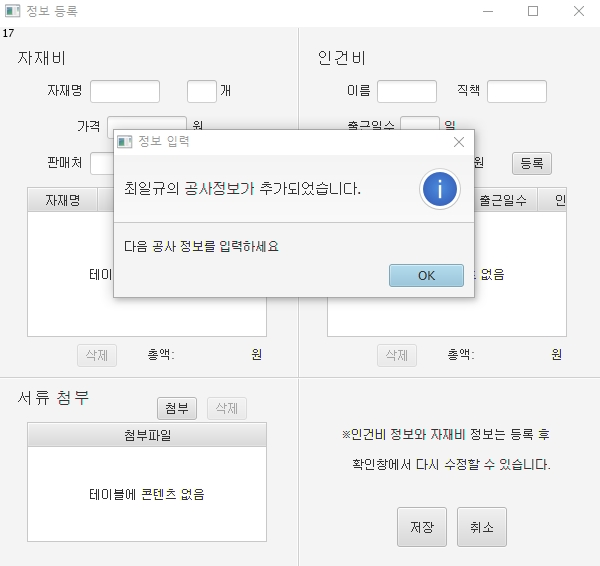 정보 등록
17
자재비
인건비
자재명
개
이름
직책
가격
원
출근일수
일
판매처
원
등록
정보 입력
최일규의 공사정보가 추가되었습니다.
다음 공사 정보를 입력하세요
OK
자재명
출근일수
인
테이
없음
삭제
총액:
원
삭제
총액:
원
서류 첨부
첨부
삭제
첨부파일
테이블에 콘텐츠 없음
※인건비 정보와 자재비 정보는 등록 후
확인창에서 다시 수정할 수 있습니다.
저장
취소